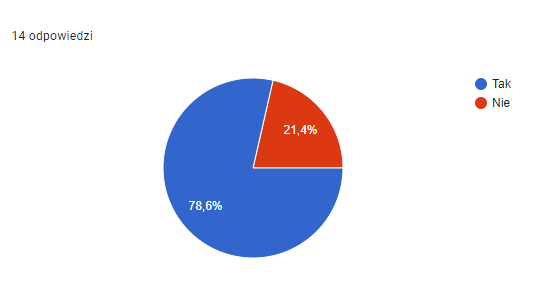 14 odpowiedzi
Tak
Nie
21,4%
78,6%